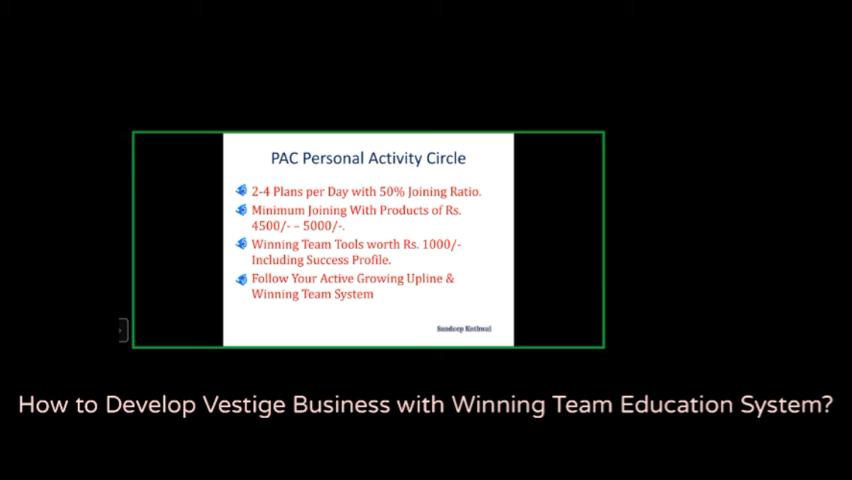 PAC Personal Activity Circle
2-4 Plans per Day with 50% Joining Ratio.
Minimum Joining With Products of Rs.
4500/- – 5000/-.
Winning Team Tools worth Rs. 1000/-
Including Success Profile.
Follow Your Active Growing Upline &
Winning Team System
Sandeep Kothwal
How to Develop Vestige Business with Winning Team Education System?